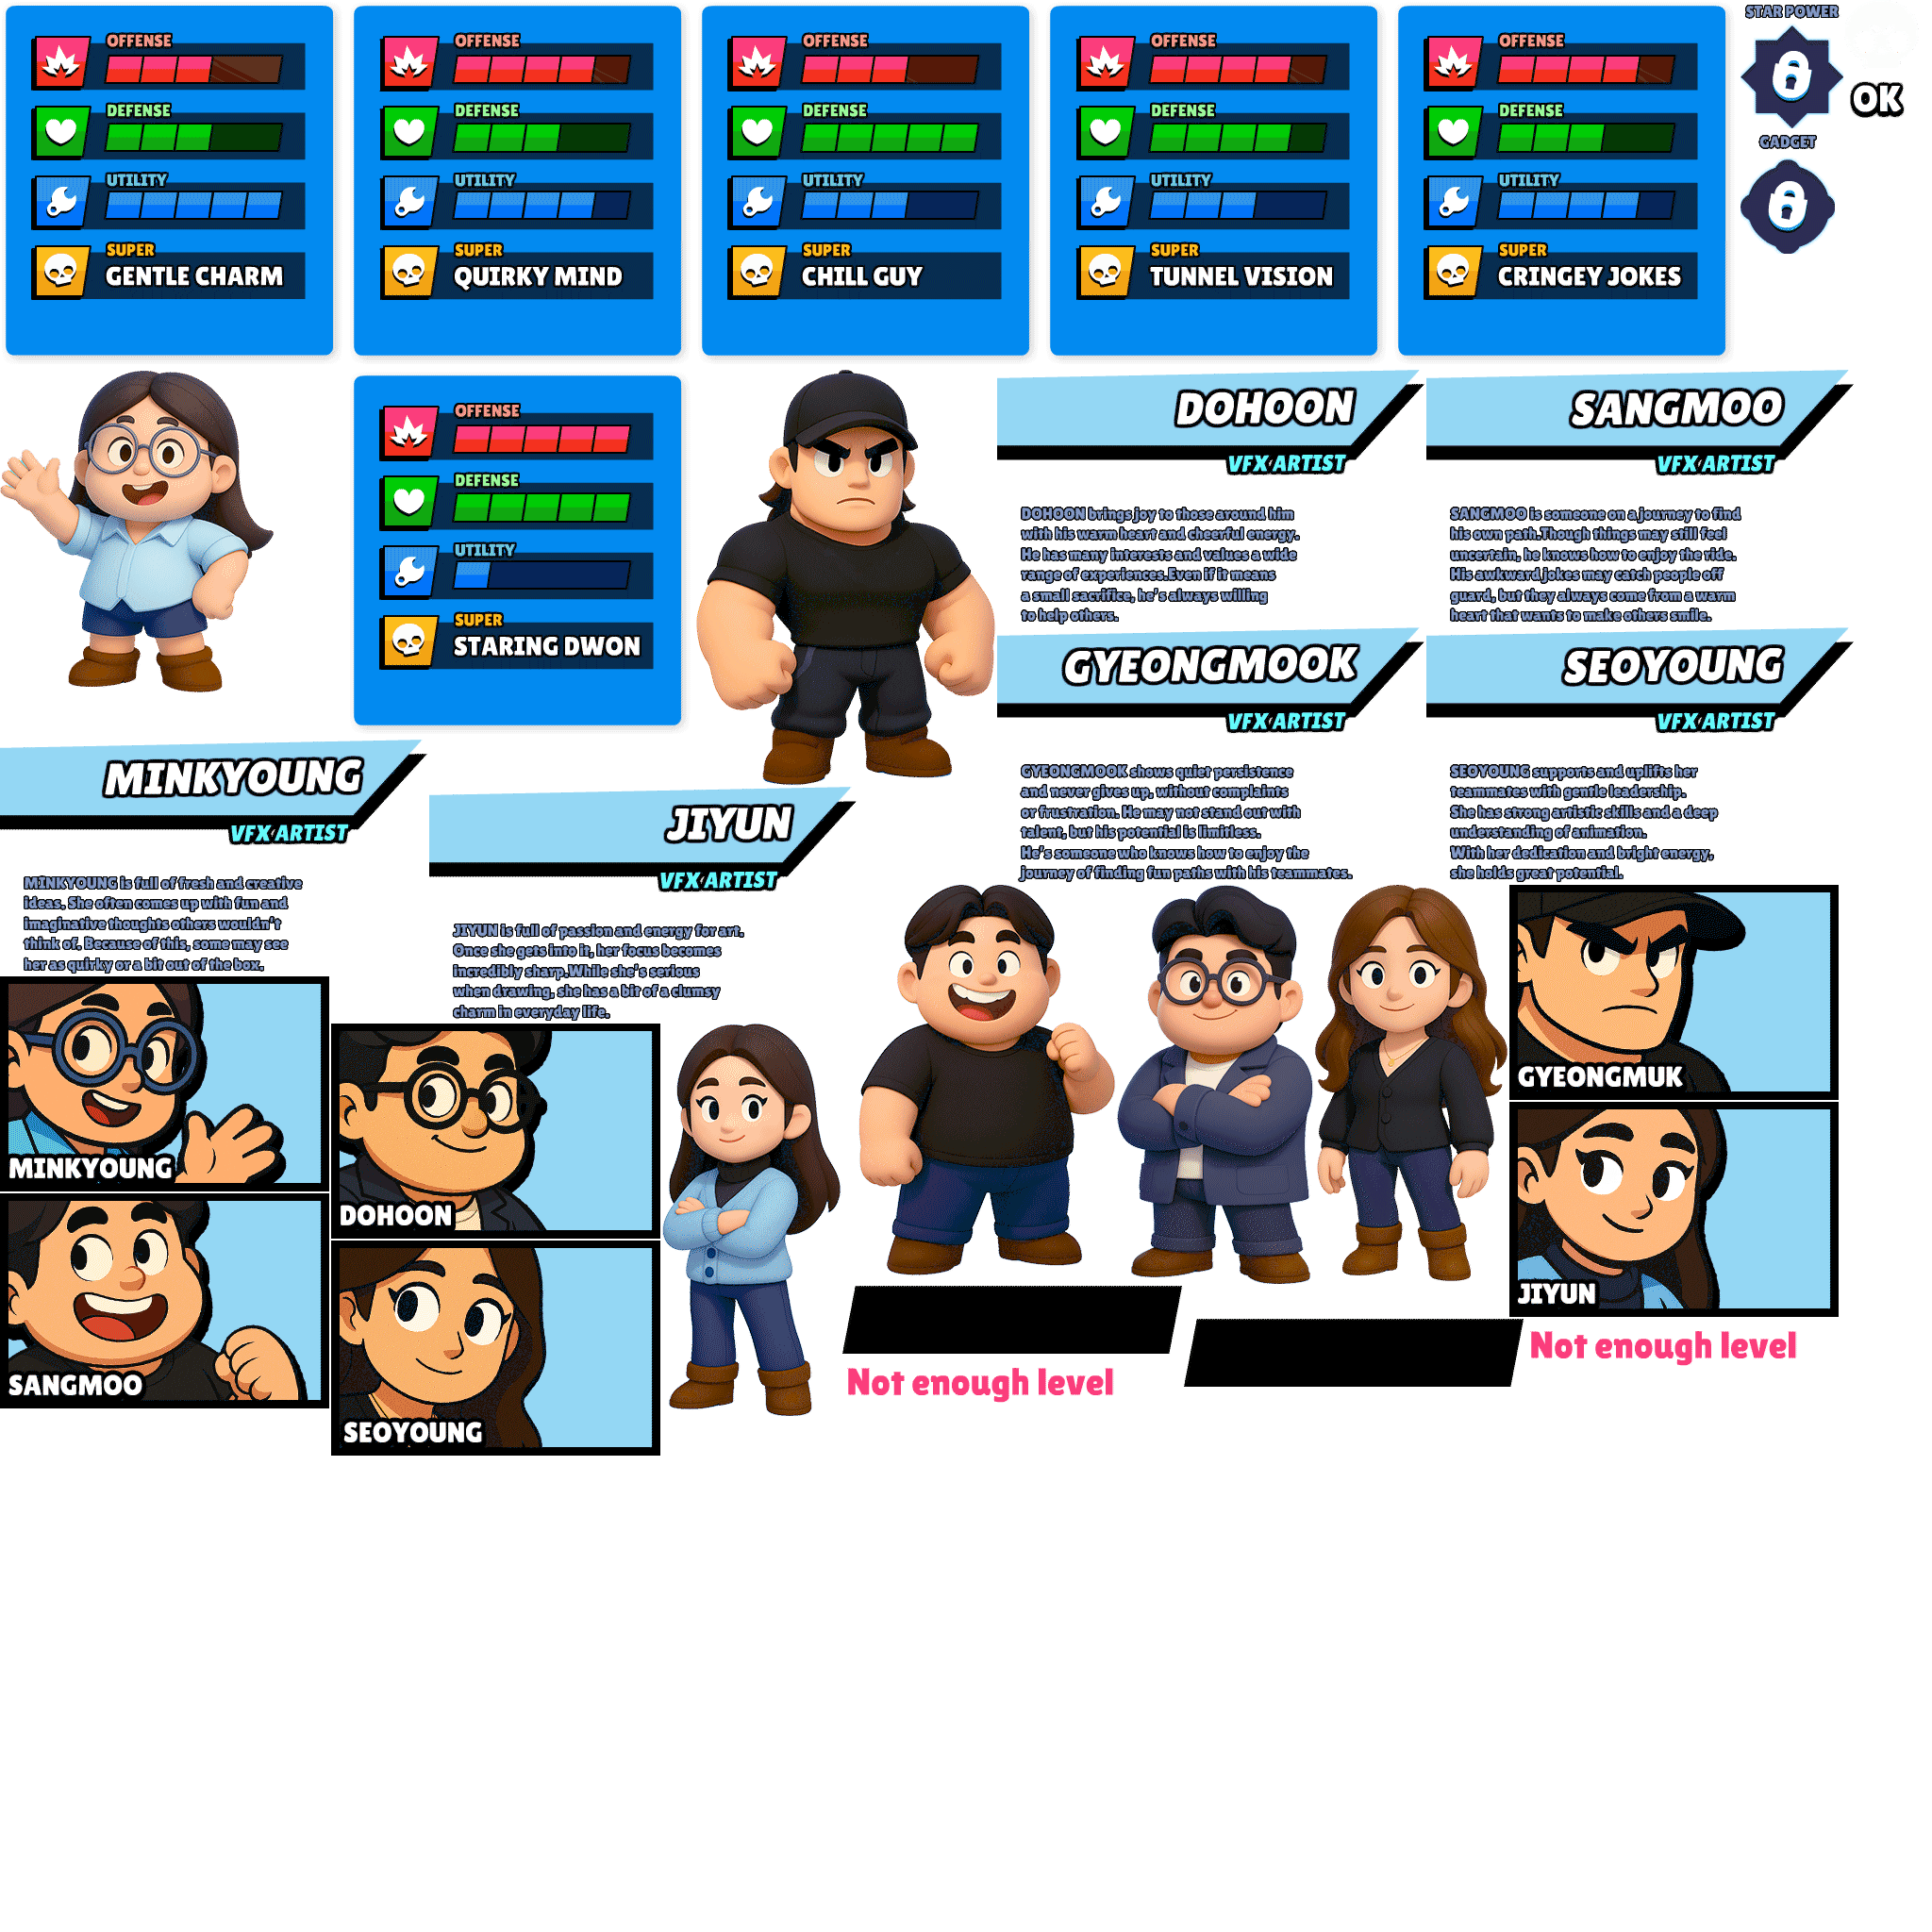 OFFENSE
DEFENSE
UTILITY
SUPER
GENTLE CHARM
OFFENSE
DEFENSE
UTILITY
SUPER
QUIRKY MIND
OFFENSE
DEFENSE
UTILITY
SUPER
CHILL GUY
OFFENSE
DEFENSE
UTILITY
SUPER
TUNNEL VISION
OFFENSE
DEFENSE
UTILITY
SUPER
CRINGEY JOKES
STAR POWER
OK
GADGET
OFFENSE
DEFENSE
UTILITY
SUPER
STARING DWON
DOHOON
VFX ARTIST
DOHOON brings joy to those around him
with his warm heart and cheerful energy.
He has many interests and values a wide
range of experiences.Even if it means
a small sacrifice, he's always willing
to help others.
SANGMOO
VFX ARTIST
SANGMOO is someone on a journey to find
his own path.Though things may still feel
uncertain, he knows how to enjoy the ride.
His awkward jokes may catch people off
guard, but they always come from a warm
heart that wants to make others smile.
GYEONGMOOK
VFX ARTIST
GYEONGMOOK shows quiet persistence
and never gives up, without complaints
or frustration. He may not stand out with
talent, but his potential is limitless.
He's someone who knows how to enjoy the
journey of finding fun paths with his teammates.
SEOYOUNG
VFX ARTIST
SEOYOUNG supports and uplifts her
teammates with gentle leadership.
She has strong artistic skills and a deep
understanding of animation.
With her dedication and bright energy,
she holds great potential.
MINKYOUNG
VFX ARTIST
MINKYOUNG is full of fresh and creative
ideas. She often comes up with fun and
imaginative thoughts others wouldn't
think of. Because of this, some may see
her as quirky or a bit out of the box.
JIYUN
VFX ARTIST
JIYUN is full of passion and energy for art.
Once she gets into it, her focus becomes
incredibly sharp.While she's serious
when drawing, she has a bit of a clumsy
charm in everyday life.
MINKYOUNG
DOHOON
SANGMOO
SEOYOUNG
GYEONGMUK
JIYUN
Not enough level
Not enough level